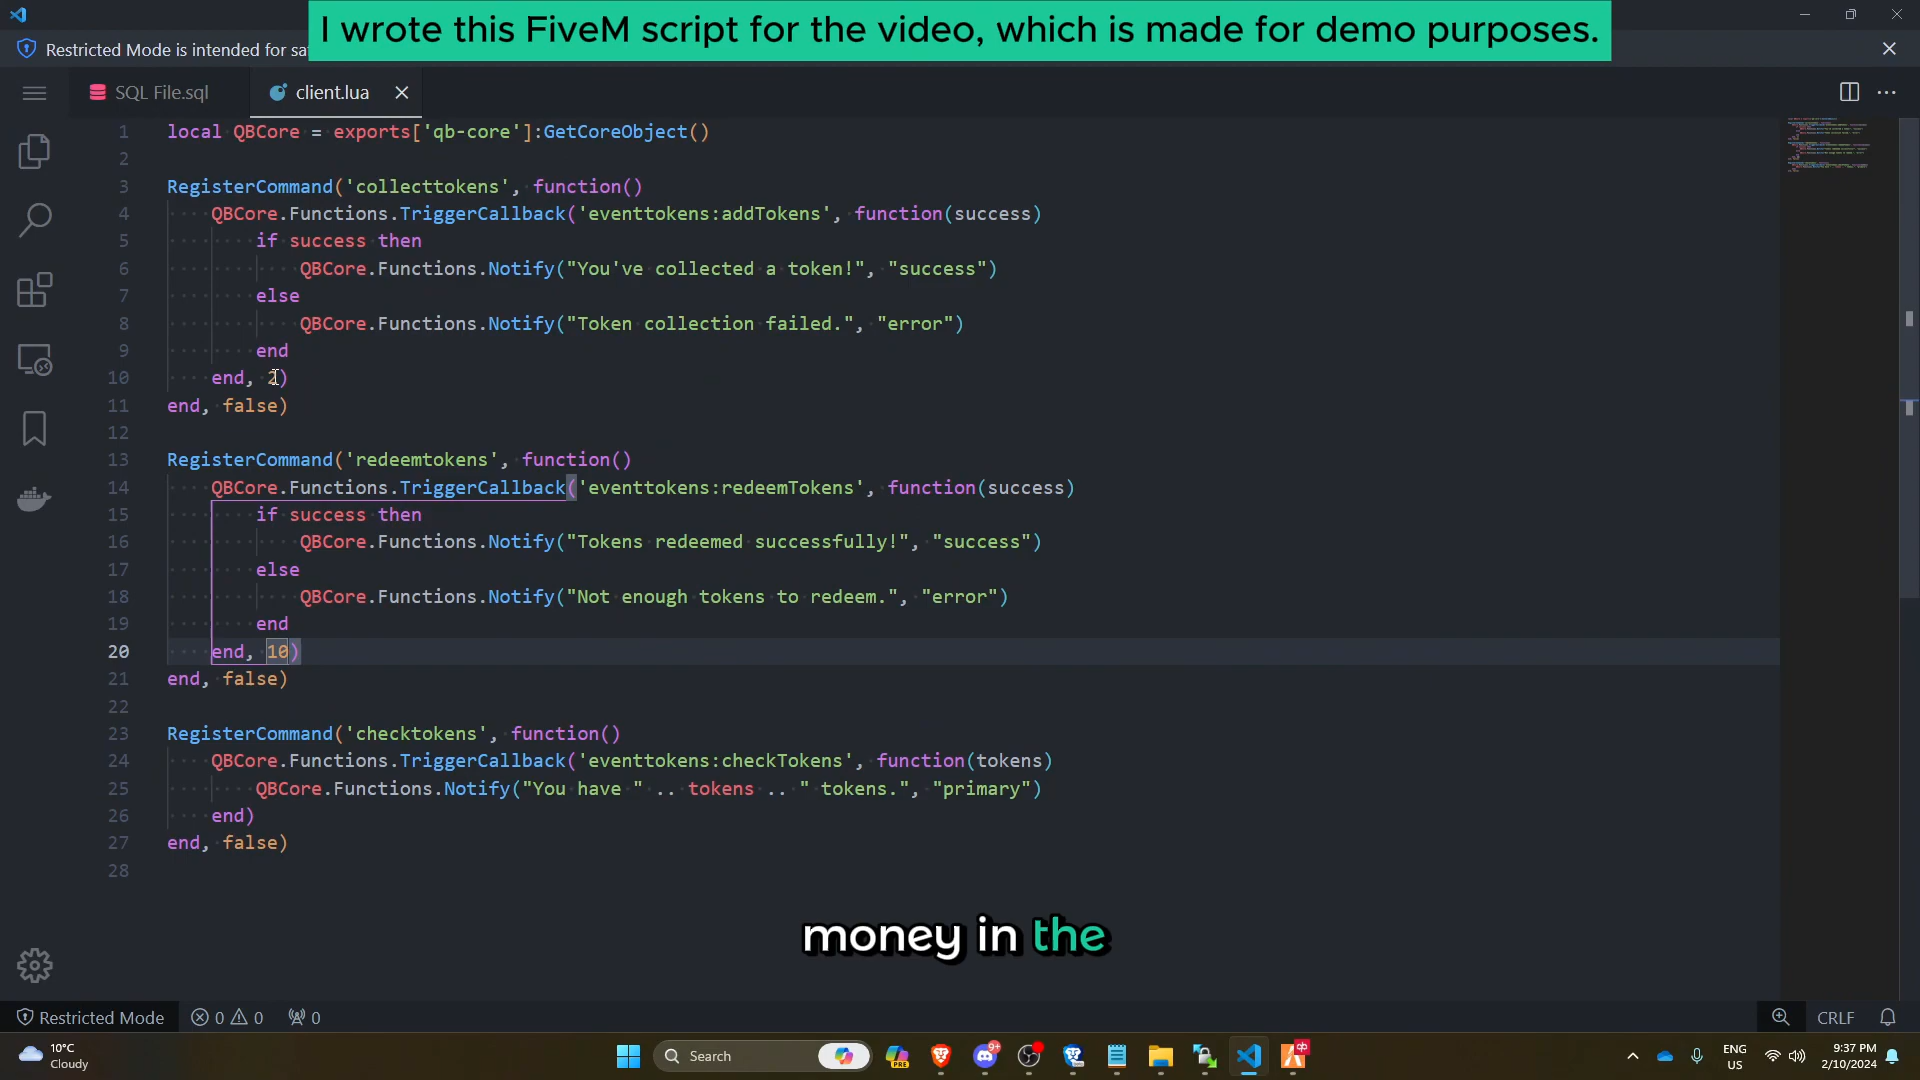 I wrote this FiveM script for the video, which is made for demo purposes.
Restricted Mode is intended for
SQL File.sql
client.lua
1 local QBCore = exports['qb-core']:GetCoreObject()
2
3 RegisterCommand('collecttokens', function()
4 QBCore.Functions.TriggerCallback('eventtokens:addTokens', function(success)
5 if success then
6 QBCore.Functions.Notify("You've collected a token!", "success")
7 else
8 QBCore.Functions.Notify("Token collection failed.", "error")
9 end
10 end, 2)
11 end, false)
12
13 RegisterCommand('redeemtokens', function()
14 QBCore.Functions.TriggerCallback('eventtokens:redeemTokens', function(success)
15 if success then
16 QBCore.Functions.Notify("Tokens redeemed successfully!", "success")
17 else
18 QBCore.Functions.Notify("Not enough tokens to redeem.", "error")
19 end
20 end, 10)
21 end, false)
22
23 RegisterCommand('checktokens', function()
24 QBCore.Functions.TriggerCallback('eventtokens:checkTokens', function(tokens)
25 QBCore.Functions.Notify("You have " .. tokens .. " tokens.", "primary")
26 end)
27 end, false)
28
money in the
Restricted Mode 0 0 0 CRLF
10°C
Cloudy
Search
PRE
9+
ENG
US
9:37 PM
2/10/2024